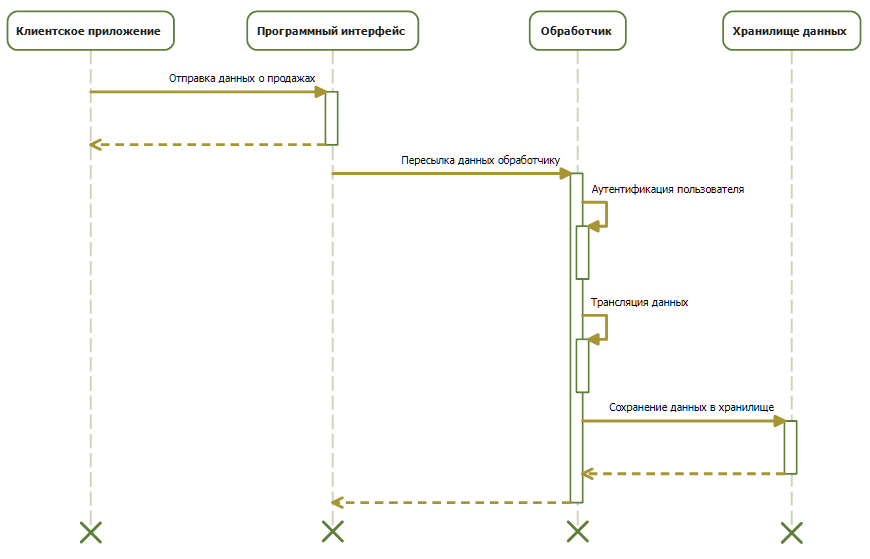 Клиентское приложение
Программный интерфейс
Обработчик
Хранилище данных
Отправка данных о продажах
Пересылка данных обработчику
Аутентификация пользователя
Трансляция данных
Сохранение данных в хранилище